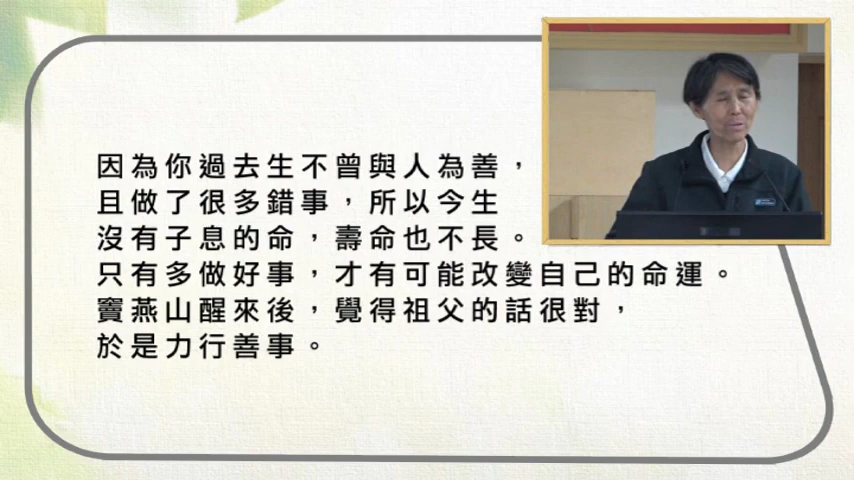 因為你過去生不曾與人為善，
且做了很多錯事，所以今生
沒有子息的命，壽命也不長。
只有多做好事，才有可能改變自己的命運。
竇燕山醒來後，覺得祖父的話很對，
於是力行善事。